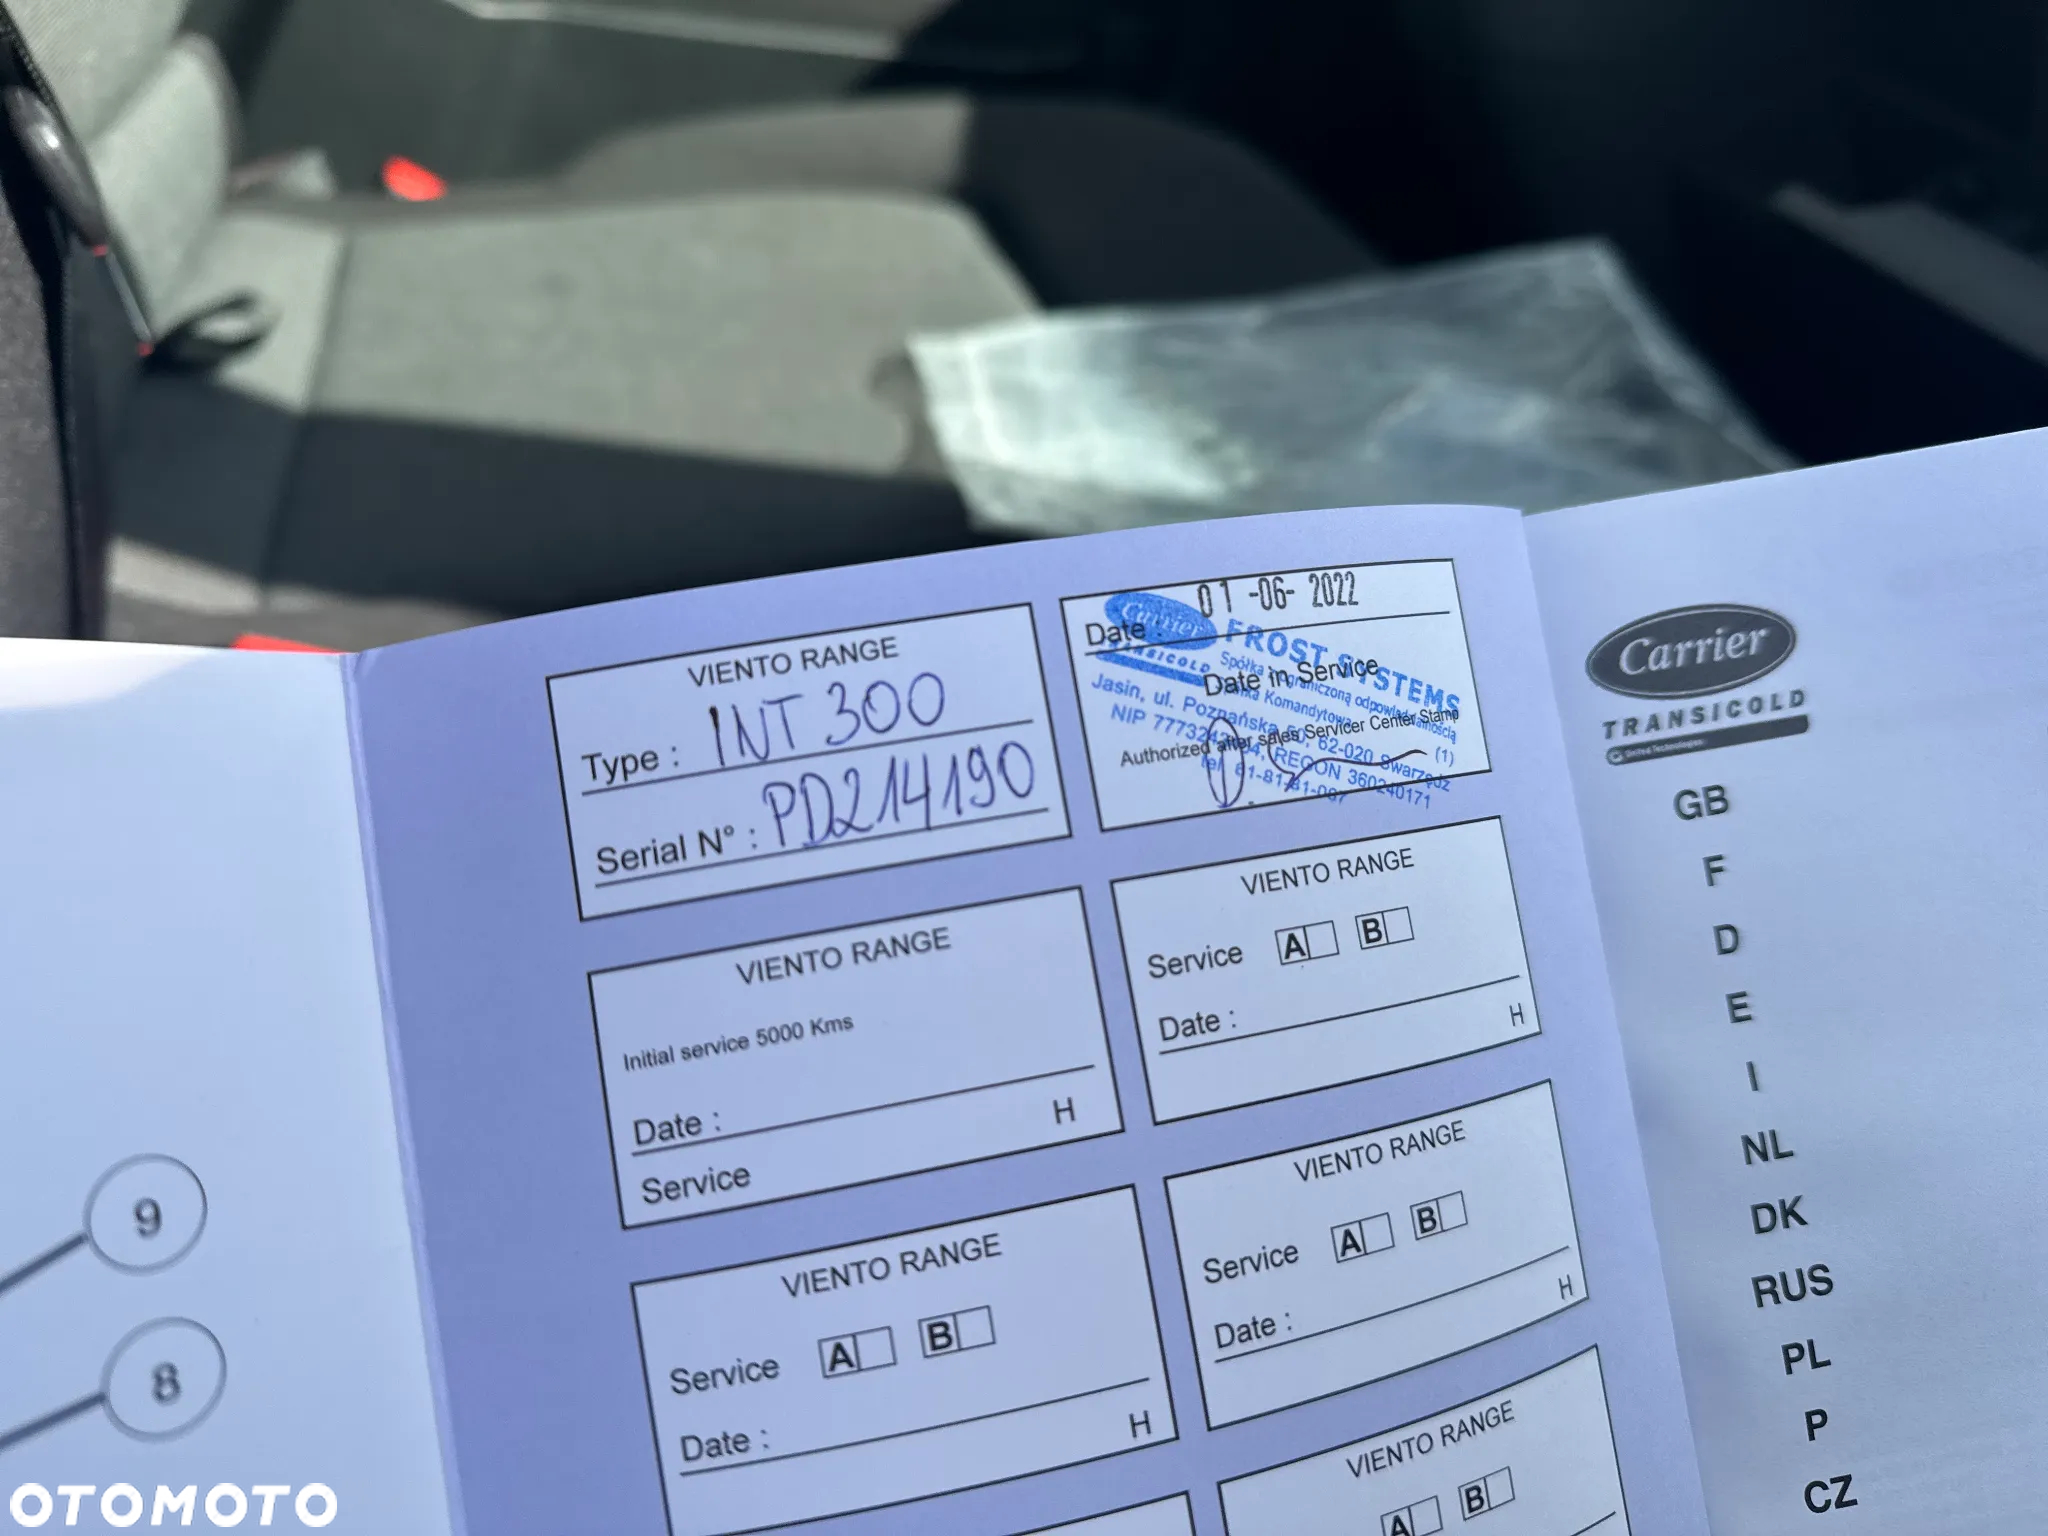 VIENTO RANGE
Type : INT 300
Serial N° : PD214190
01-06-2022
Date :
Carrier
TRANSICOLD
FROST SYSTEMS
Date in Service
Spółka z ograniczoną odpowiedzialnością
Komandytowa
Jasin, ul. Poznańska 50, 62-020 Swarzędz
Authorized after sales Servicer Center Stamp
(1)
REGON 360240171
VIENTO RANGE
Initial service 5000 Kms
Date :
H
Service
VIENTO RANGE
Service A B
Date :
H
VIENTO RANGE
Service A B
Date :
H
VIENTO RANGE
Service A B
Date :
H
VIENTO RANGE
A B
Carrier
TRANSICOLD
GB
F
D
E
I
NL
DK
RUS
PL
P
CZ
9
8
OTOMOTO